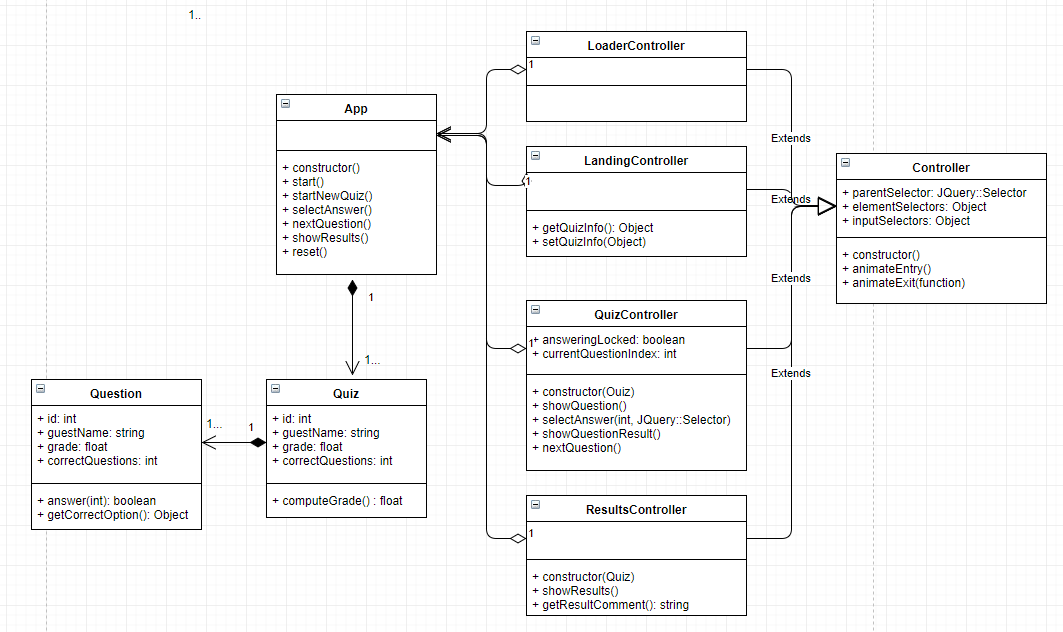 1..
LoaderController
1
App
+ constructor()
+ start()
+ startNewQuiz()
+ selectAnswer()
+ nextQuestion()
+ showResults()
+ reset()
LandingController
1
+ getQuizInfo(): Object
+ setQuizInfo(Object)
Extends
Extends
Extends
Extends
Controller
+ parentSelector: JQuery::Selector
+ elementSelectors: Object
+ inputSelectors: Object
+ constructor()
+ animateEntry()
+ animateExit(function)
QuizController
1
+ answeringLocked: boolean
+ currentQuestionIndex: int
+ constructor(Quiz)
+ showQuestion()
+ selectAnswer(int, JQuery::Selector)
+ showQuestionResult()
+ nextQuestion()
1
1...
Question
+ id: int
+ guestName: string
+ grade: float
+ correctQuestions: int
+ answer(int): boolean
+ getCorrectOption(): Object
1...
1
Quiz
+ id: int
+ guestName: string
+ grade: float
+ correctQuestions: int
+ computeGrade() : float
ResultsController
1
+ constructor(Quiz)
+ showResults()
+ getResultComment(): string